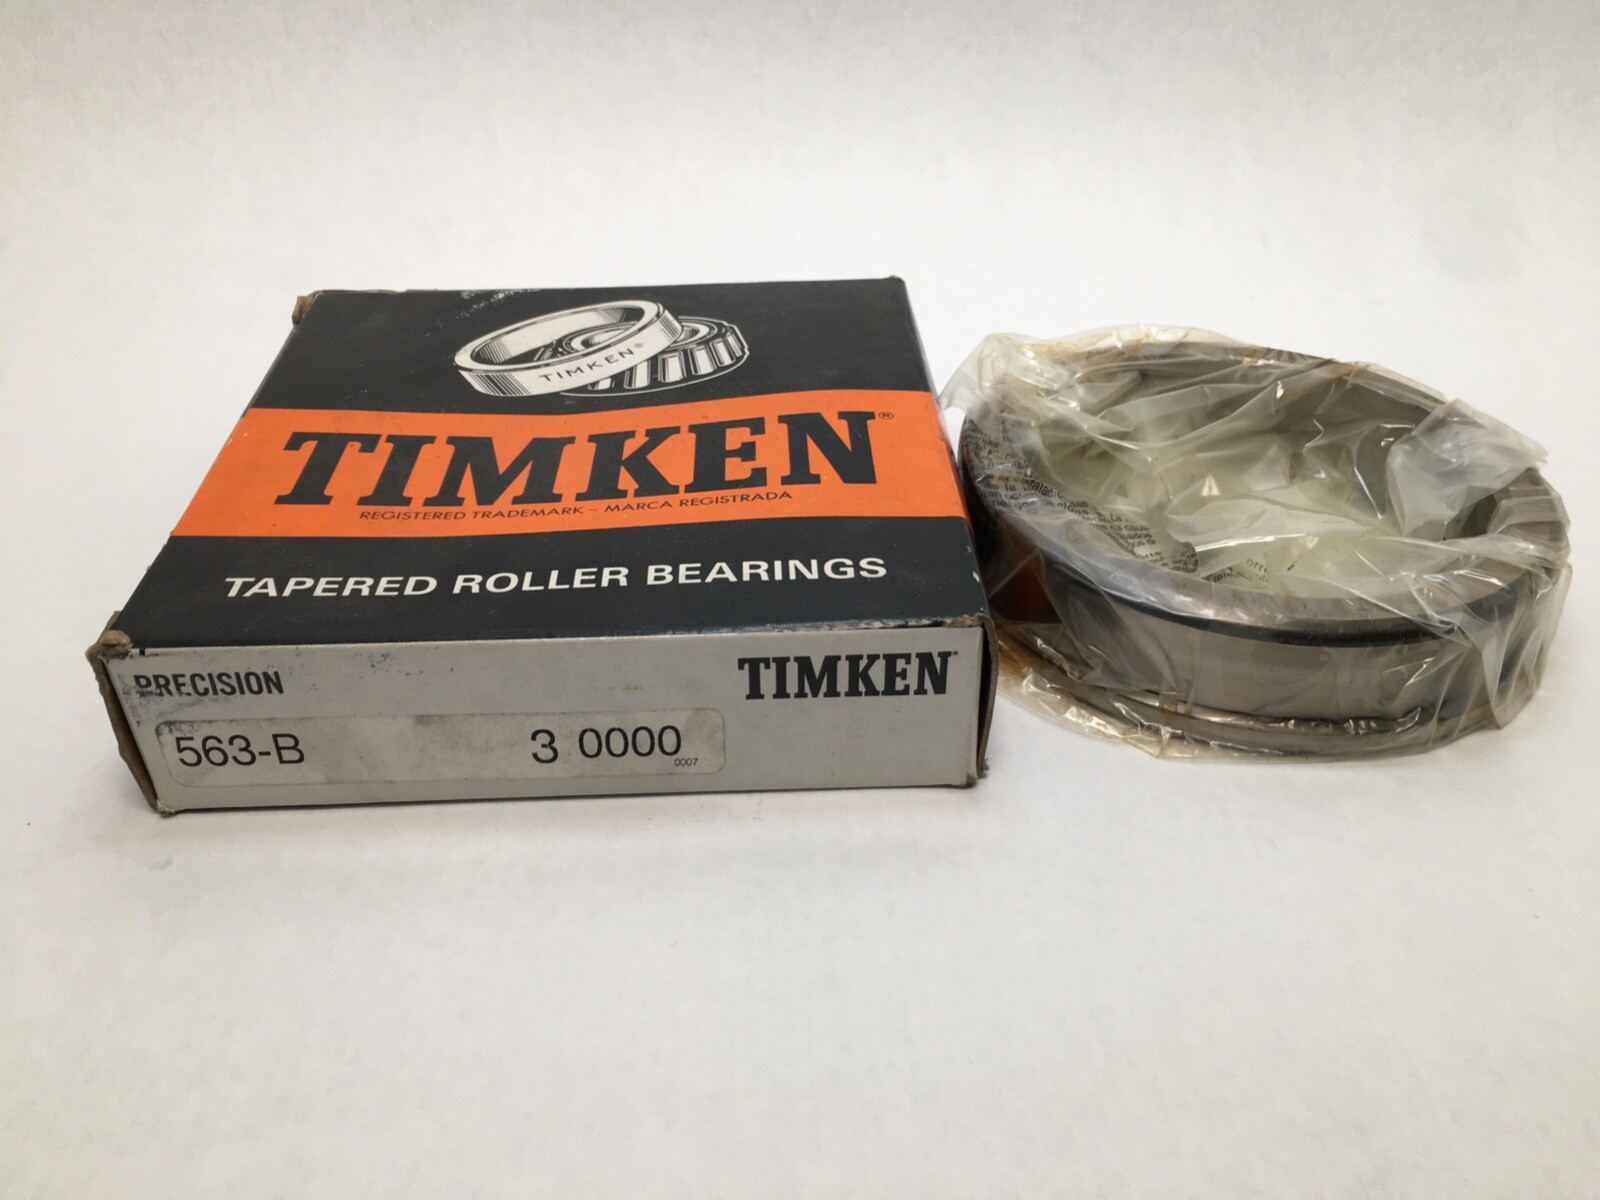 TIMKEN®
TIMKEN®
REGISTERED TRADEMARK – MARCA REGISTRADA
TAPERED ROLLER BEARINGS
PRECISION
TIMKEN
563-B 3 0000
0007